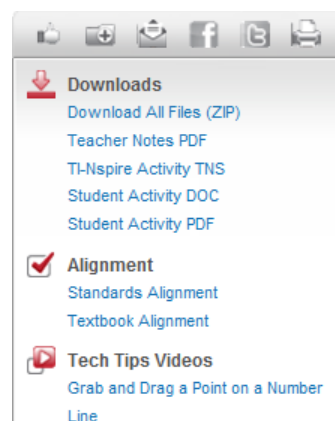 Downloads
Download All Files (ZIP)
Teacher Notes PDF
TI-Nspire Activity TNS
Student Activity DOC
Student Activity PDF
Alignment
Standards Alignment
Textbook Alignment
Tech Tips Videos
Grab and Drag a Point on a Number
Line